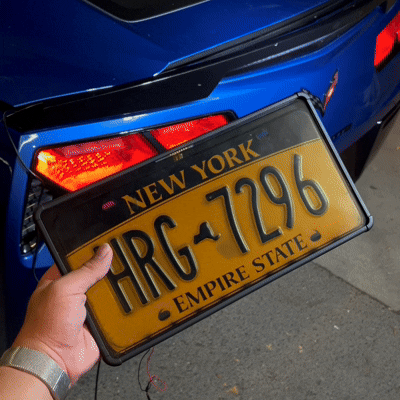 NEW YORK
HRG 7296
EMPIRE STATE